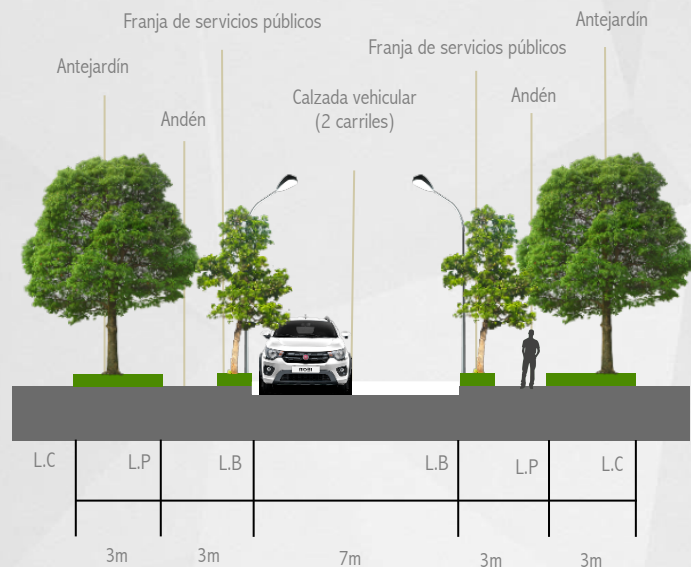 Franja de servicios públicos
Antejardín
Franja de servicios públicos
Antejardín
Calzada vehicular
(2 carriles)
Andén
Andén
MOBI
L.C
L.P
L.B
L.B
L.P
L.C
3m
3m
7m
3m
3m